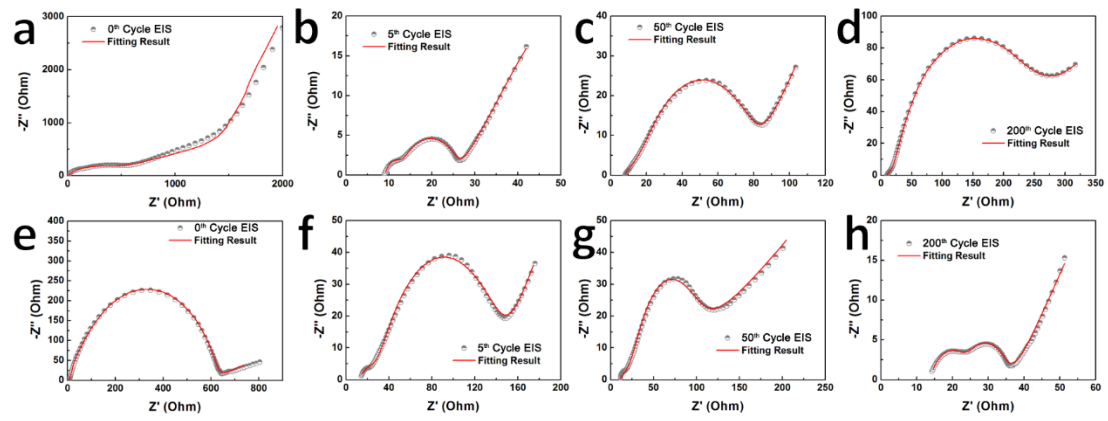 a
0th Cycle EIS
Fitting Result
3000
2000
1000
0
-Z'' (Ohm)
0
1000
2000
Z' (Ohm)
b
5th Cycle EIS
Fitting Result
20
15
10
5
0
-Z'' (Ohm)
0
10
20
30
40
50
Z' (Ohm)
c
50th Cycle EIS
Fitting Result
40
30
20
10
0
-Z'' (Ohm)
0
20
40
60
80
100
120
Z' (Ohm)
d
200th Cycle EIS
Fitting Result
100
80
60
40
20
0
-Z'' (Ohm)
0
50
100
150
200
250
300
350
Z' (Ohm)
e
0th Cycle EIS
Fitting Result
400
350
300
250
200
150
100
50
0
-Z'' (Ohm)
0
200
400
600
800
Z' (Ohm)
f
5th Cycle EIS
Fitting Result
50
40
30
20
10
0
-Z'' (Ohm)
0
40
80
120
160
200
Z' (Ohm)
g
50th Cycle EIS
Fitting Result
50
40
30
20
10
0
-Z'' (Ohm)
0
50
100
150
200
250
Z' (Ohm)
h
200th Cycle EIS
Fitting Result
20
15
10
5
0
-Z'' (Ohm)
0
10
20
30
40
50
60
Z' (Ohm)